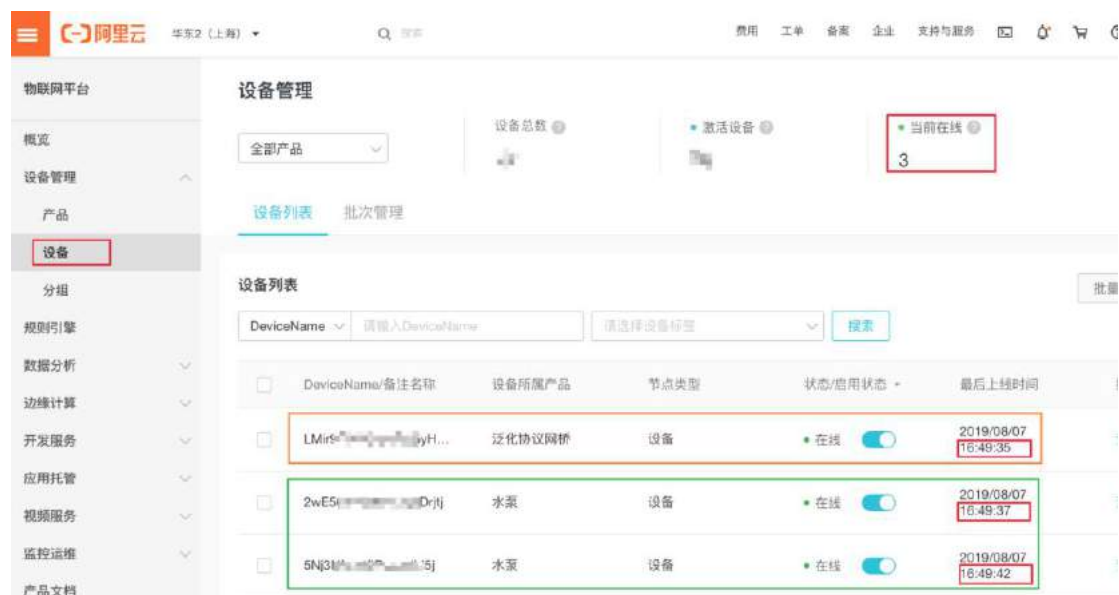 阿里云
华东2（上海）
搜索
费用 工单 备案 企业 支持与服务
物联网平台
概览
设备管理
产品
设备
分组
规则引擎
数据分析
边缘计算
开发服务
应用托管
视频服务
监控运维
产品文档
设备管理
全部产品
设备总数
激活设备
当前在线
3
设备列表 批次管理
设备列表
批量
DeviceName 请输入DeviceName 请选择设备标签 搜索
DeviceName/备注名称 设备所属产品 节点类型 状态/启用状态 最后上线时间
LMir9 yH... 泛化协议网桥 设备 在线 2019/08/07
16:49:35
2wE5 Drjtj 水泵 设备 在线 2019/08/07
16:49:37
5Nj3 5j 水泵 设备 在线 2019/08/07
16:49:42